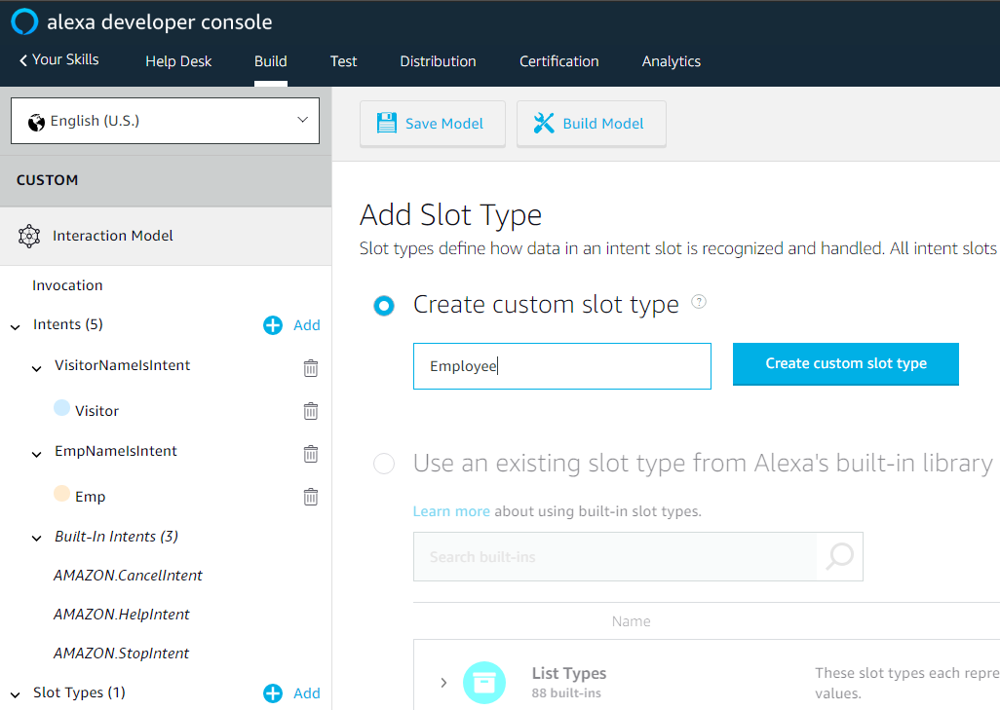 alexa developer console
Your Skills Help Desk Build Test Distribution Certification Analytics
English (U.S.)
Save Model
Build Model
CUSTOM
Interaction Model
Invocation
Intents (5)
Add
VisitorNameIsIntent
Visitor
EmpNameIsIntent
Emp
Built-In Intents (3)
AMAZON.CancelIntent
AMAZON.HelpIntent
AMAZON.StopIntent
Slot Types (1)
Add
Add Slot Type
Slot types define how data in an intent slot is recognized and handled. All intent slots
Create custom slot type ?
Employee
Create custom slot type
Use an existing slot type from Alexa's built-in library
Learn more about using built-in slot types.
Search built-ins
Name
List Types
88 built-ins
These slot types each repre
values.